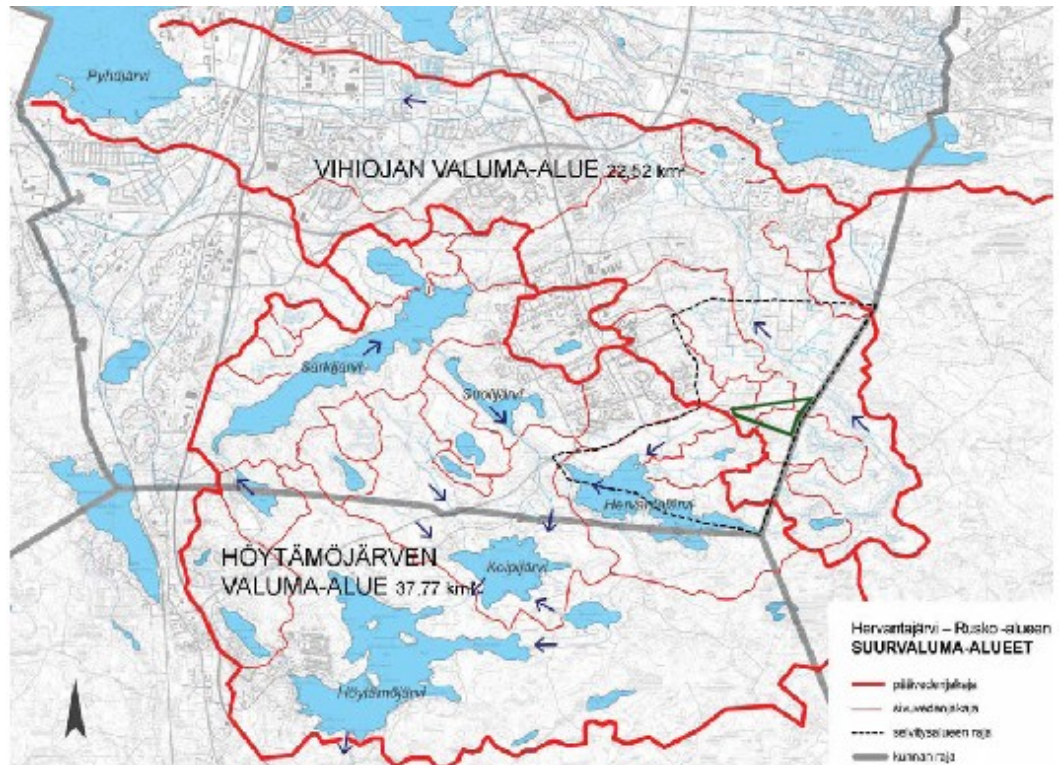 Pyhäjärvi
VIHIOJAN VALUMA-ALUE 22,52 km²
Särkijärvi
Suolijärvi
Hervantajärvi
HÖYTÄMÖJÄRVEN
VALUMA-ALUE 37,77 km²
Koipijärvi
Höytämöjärvi
Hervantajärvi – Rusko -alueen
SUURVALUMA-ALUEET
päävedenjakaja
sivuvedenjakaja
selvitysalueen raja
kunnan raja